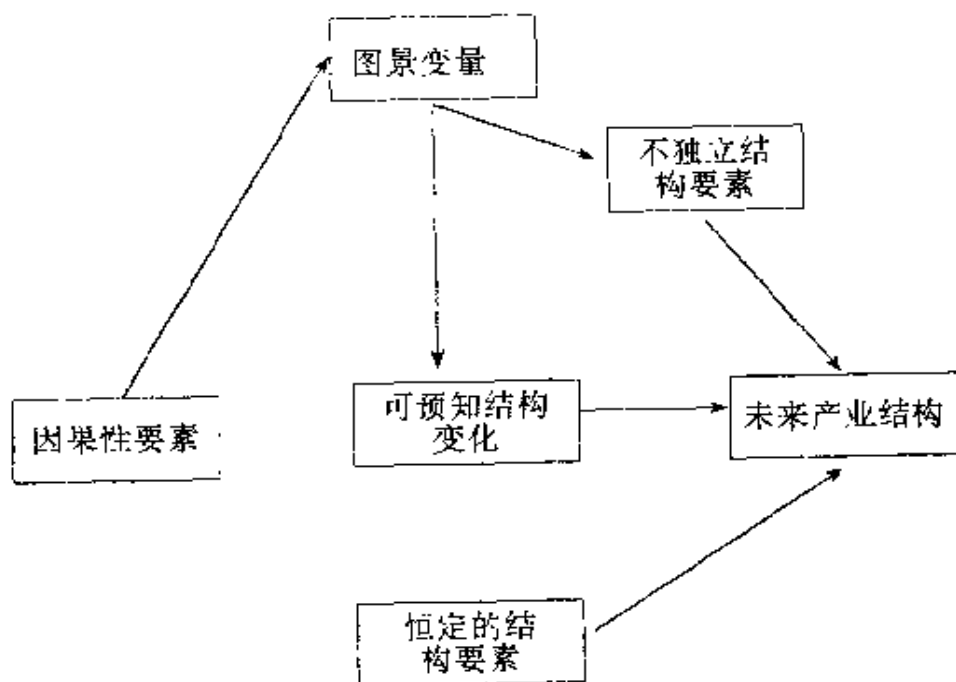 图景变量
不独立结
构要素
因果性要素
可预知结构
变化
未来产业结构
恒定的结
构要素